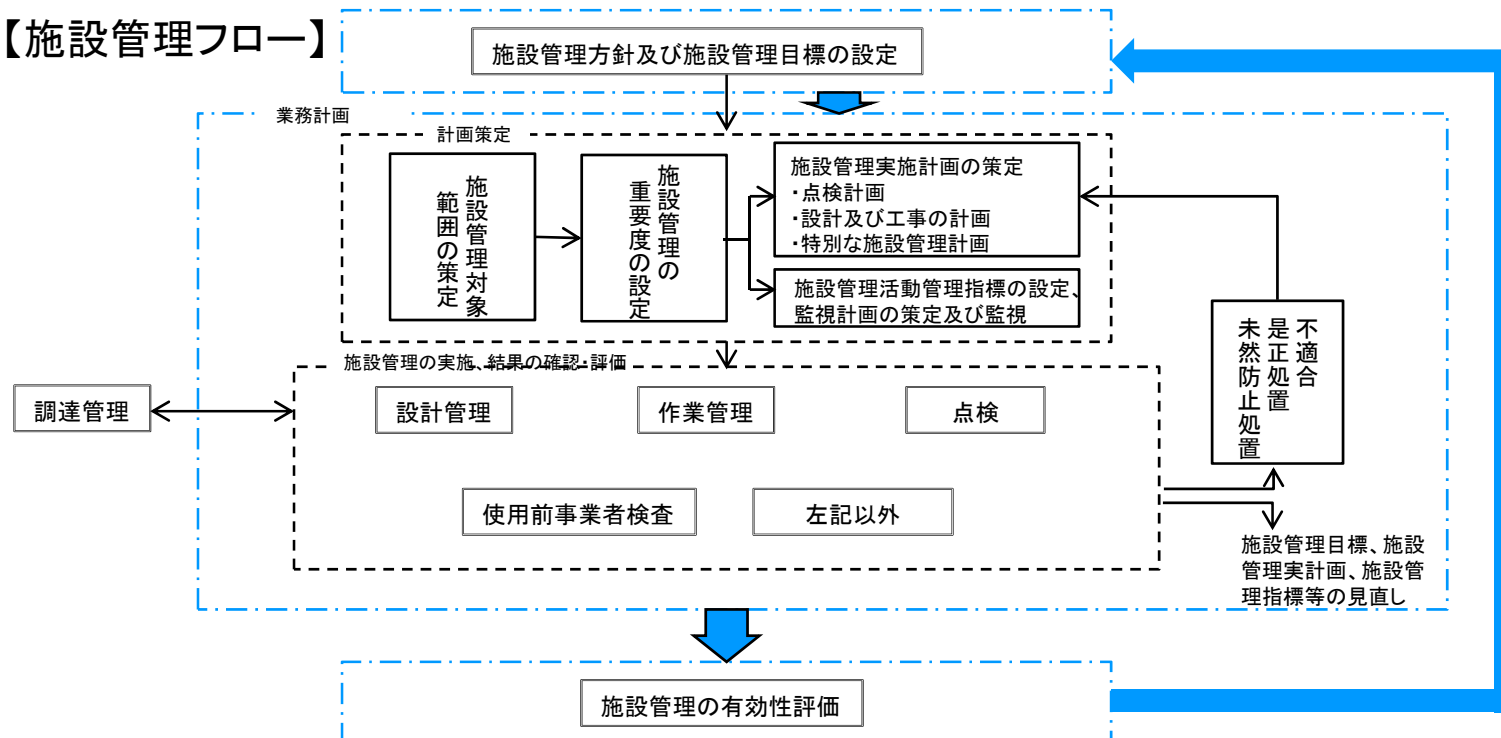 【施設管理フロー】
施設管理方針及び施設管理目標の設定
業務計画
計画策定
施設管理対象
範囲の策定
施設管理の
重要度の設定
施設管理実施計画の策定
・点検計画
・設計及び工事の計画
・特別な施設管理計画
施設管理活動管理指標の設定、
監視計画の策定及び監視
不適合
是正処置
未然防止処置
施設管理の実施、結果の確認・評価
調達管理
設計管理
作業管理
点検
使用前事業者検査
左記以外
施設管理目標、施設
管理実計画、施設管
理指標等の見直し
施設管理の有効性評価